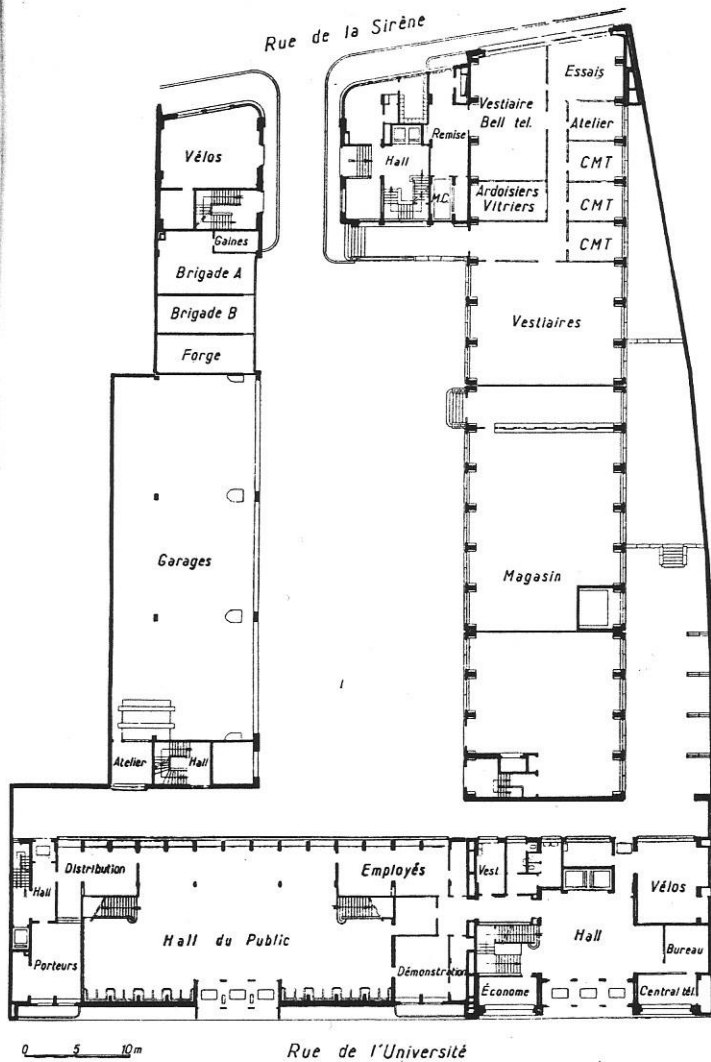 Rue de la Sirène
Vélos
Gaines
Brigade A
Brigade B
Forge
Garages
Atelier
Hall
Hall
Remise
M.C.
Vestiaire
Bell tel.
Essais
Atelier
CMT
Ardoisiers
Vitriers
CMT
CMT
Vestiaires
Magasin
Hall
Distribution
Porteurs
Hall du Public
Employés
Démonstration
Vest.
Hall
Vélos
Bureau
Économe
Central tél.
0 5 10m
Rue de l'Université